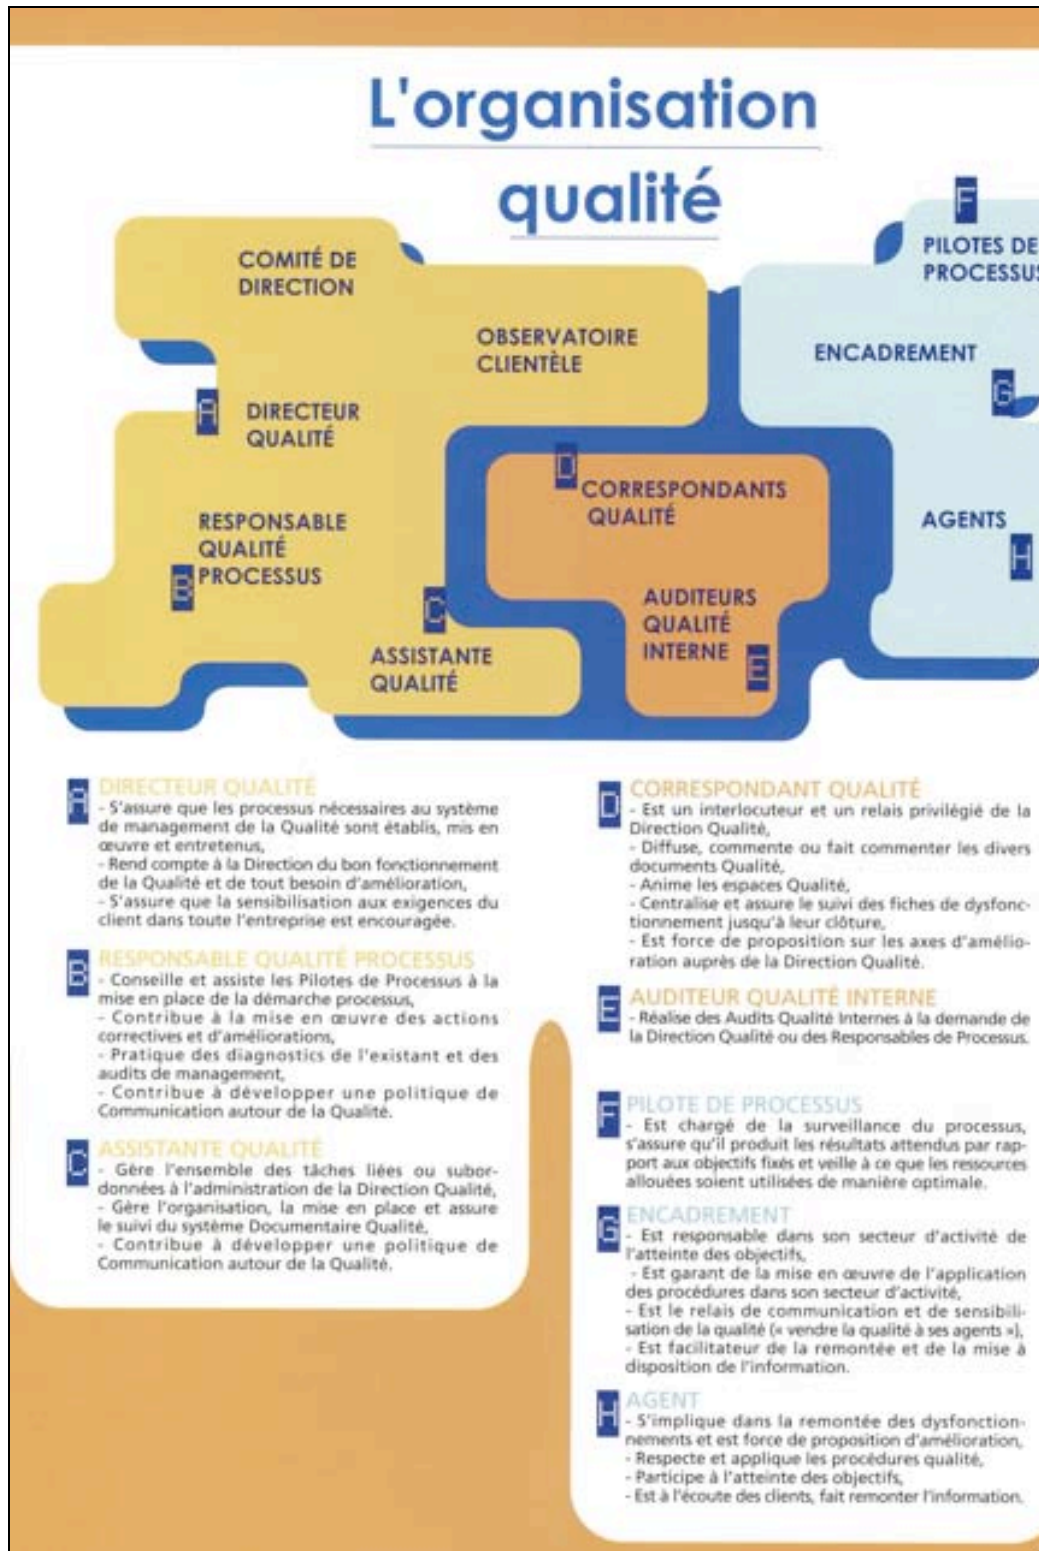 L'organisation
qualité
COMITÉ DE
DIRECTION
OBSERVATOIRE
CLIENTÈLE
A
DIRECTEUR
QUALITÉ
RESPONSABLE
QUALITÉ
PROCESSUS
B
C
ASSISTANTE
QUALITÉ
D
CORRESPONDANTS
QUALITÉ
AUDITEURS
QUALITÉ
INTERNE
E
F
PILOTES DE
PROCESSUS
ENCADREMENT
G
AGENTS
H
A DIRECTEUR QUALITÉ
- S'assure que les processus nécessaires au système
de management de la Qualité sont établis, mis en
œuvre et entretenus,
- Rend compte à la Direction du bon fonctionnement
de la Qualité et de tout besoin d'amélioration,
- S'assure que la sensibilisation aux exigences du
client dans toute l'entreprise est encouragée.
B RESPONSABLE QUALITÉ PROCESSUS
- Conseille et assiste les Pilotes de Processus à la
mise en place de la démarche processus,
- Contribue à la mise en œuvre des actions
correctives et d'améliorations,
- Pratique des diagnostics de l'existant et des
audits de management,
- Contribue à développer une politique de
Communication autour de la Qualité.
C ASSISTANTE QUALITÉ
- Gère l'ensemble des tâches liées ou subor-
données à l'administration de la Direction Qualité,
- Gère l'organisation, la mise en place et assure
le suivi du système Documentaire Qualité,
- Contribue à développer une politique de
Communication autour de la Qualité.
D CORRESPONDANT QUALITÉ
- Est un interlocuteur et un relais privilégié de la
Direction Qualité,
- Diffuse, commente ou fait commenter les divers
documents Qualité,
- Anime les espaces Qualité,
- Centralise et assure le suivi des fiches de dysfonc-
tionnement jusqu'à leur clôture,
- Est force de proposition sur les axes d'amélio-
ration auprès de la Direction Qualité.
E AUDITEUR QUALITÉ INTERNE
- Réalise des Audits Qualité Internes à la demande de
la Direction Qualité ou des Responsables de Processus.
F PILOTE DE PROCESSUS
- Est chargé de la surveillance du processus,
s'assure qu'il produit les résultats attendus par rap-
port aux objectifs fixés et veille à ce que les ressources
allouées soient utilisées de manière optimale.
G ENCADREMENT
- Est responsable dans son secteur d'activité de
l'atteinte des objectifs,
- Est garant de la mise en œuvre de l'application
des procédures dans son secteur d'activité,
- Est le relais de communication et de sensibili-
sation de la qualité (« vendre la qualité à ses agents »),
- Est facilitateur de la remontée et de la mise à
disposition de l'information.
H AGENT
- S'implique dans la remontée des dysfonction-
nements et est force de proposition d'amélioration,
- Respecte et applique les procédures qualité,
- Participe à l'atteinte des objectifs,
- Est à l'écoute des clients, fait remonter l'information.